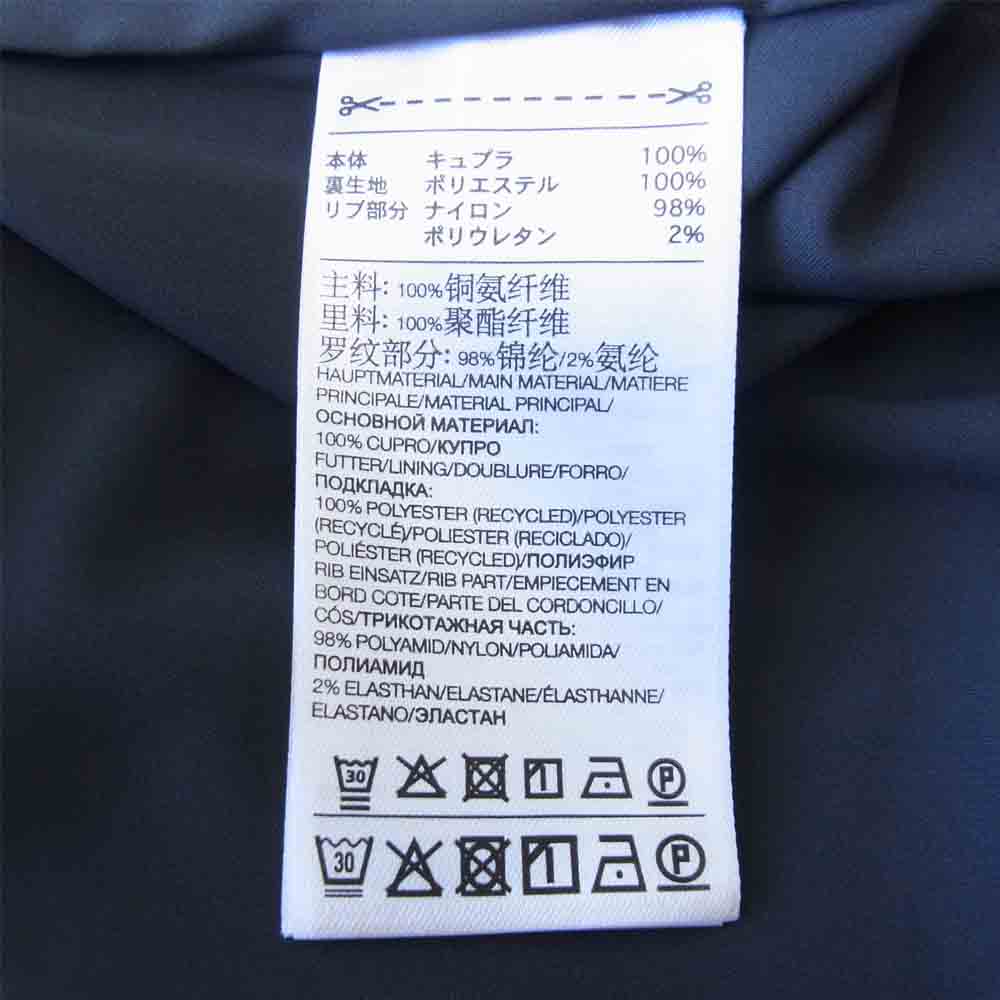 本体 キュプラ 100%
裏生地 ポリエステル 100%
リブ部分 ナイロン 98%
ポリウレタン 2%
主料: 100%铜氨纤维
里料: 100%聚酯纤维
罗纹部分: 98%锦纶/2%氨纶
HAUPTMATERIAL/MAIN MATERIAL/MATIERE
PRINCIPALE/MATERIAL PRINCIPAL/
ОСНОВНОЙ МАТЕРИАЛ:
100% CUPRO/КУПРО
FUTTER/LINING/DOUBLURE/FORRO/
ПОДКЛАДКА:
100% POLYESTER (RECYCLED)/POLYESTER
(RECYCLÉ)/POLIESTER (RECICLADO)/
POLIÉSTER (RECYCLED)/ПОЛИЭФИР
RIB EINSATZ/RIB PART/EMPIECEMENT EN
BORD COTE/PARTE DEL CORDONCILLO/
CÓS/ТРИКОТАЖНАЯ ЧАСТЬ:
98% POLYAMID/NYLON/POLIAMIDA/
ПОЛИАМИД
2% ELASTHAN/ELASTANE/ÉLASTHANNE/
ELASTANO/ЭЛАСТАН
30 P
30 P